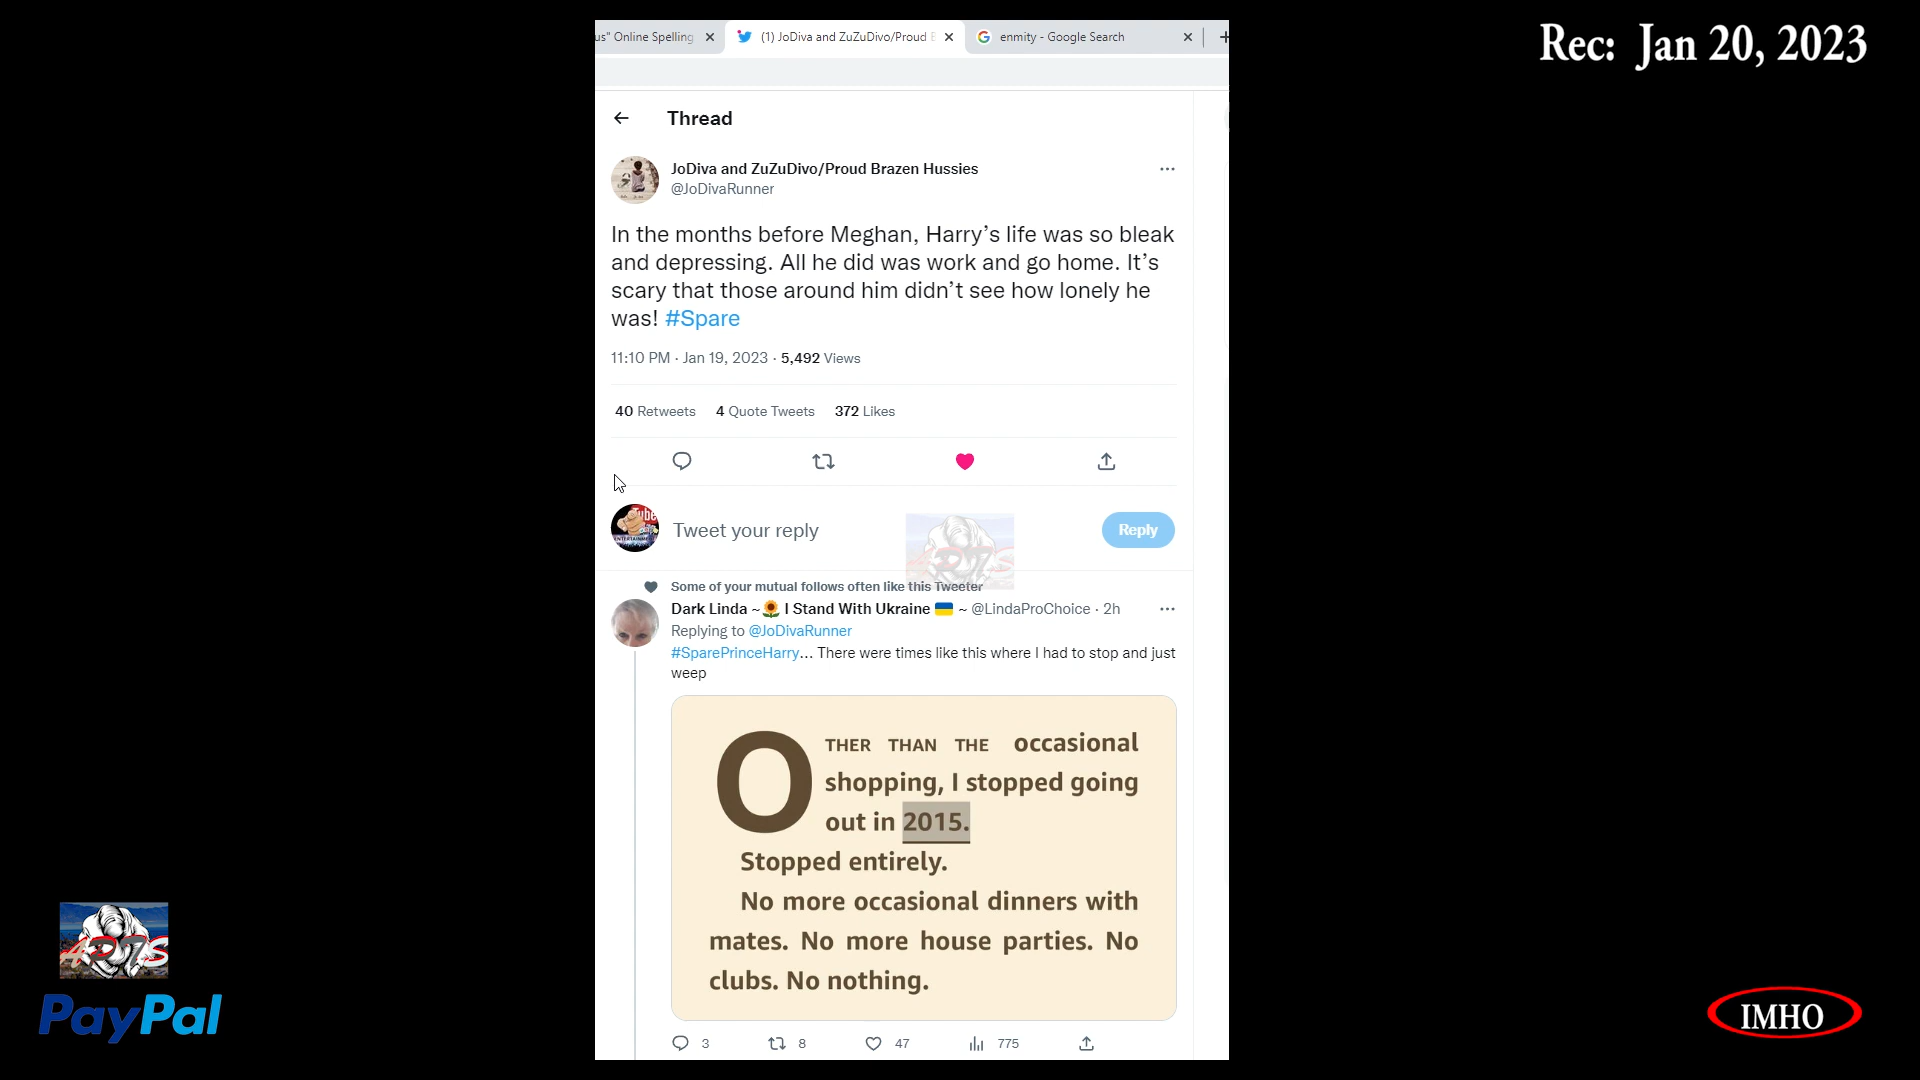 us" Online Spelling
(1) JoDiva and ZuZuDivo/Proud B
enmity - Google Search
Rec: Jan 20, 2023
Thread
JoDiva and ZuZuDivo/Proud Brazen Hussies
@JoDivaRunner
In the months before Meghan, Harry’s life was so bleak
and depressing. All he did was work and go home. It’s
scary that those around him didn’t see how lonely he
was! #Spare
11:10 PM · Jan 19, 2023 · 5,492 Views
40 Retweets 4 Quote Tweets 372 Likes
Tube
ENTERTAINMENT
Tweet your reply
Reply
Some of your mutual follows often like this Tweeter
Dark Linda ~🌻 I Stand With Ukraine 🇺🇦 ~ @LindaProChoice · 2h
Replying to @JoDivaRunner
#SparePrinceHarry... There were times like this where I had to stop and just
weep
OTHER THAN THE occasional
shopping, I stopped going
out in 2015.
Stopped entirely.
No more occasional dinners with
mates. No more house parties. No
clubs. No nothing.
3 8 47 775
PayPal
IMHO